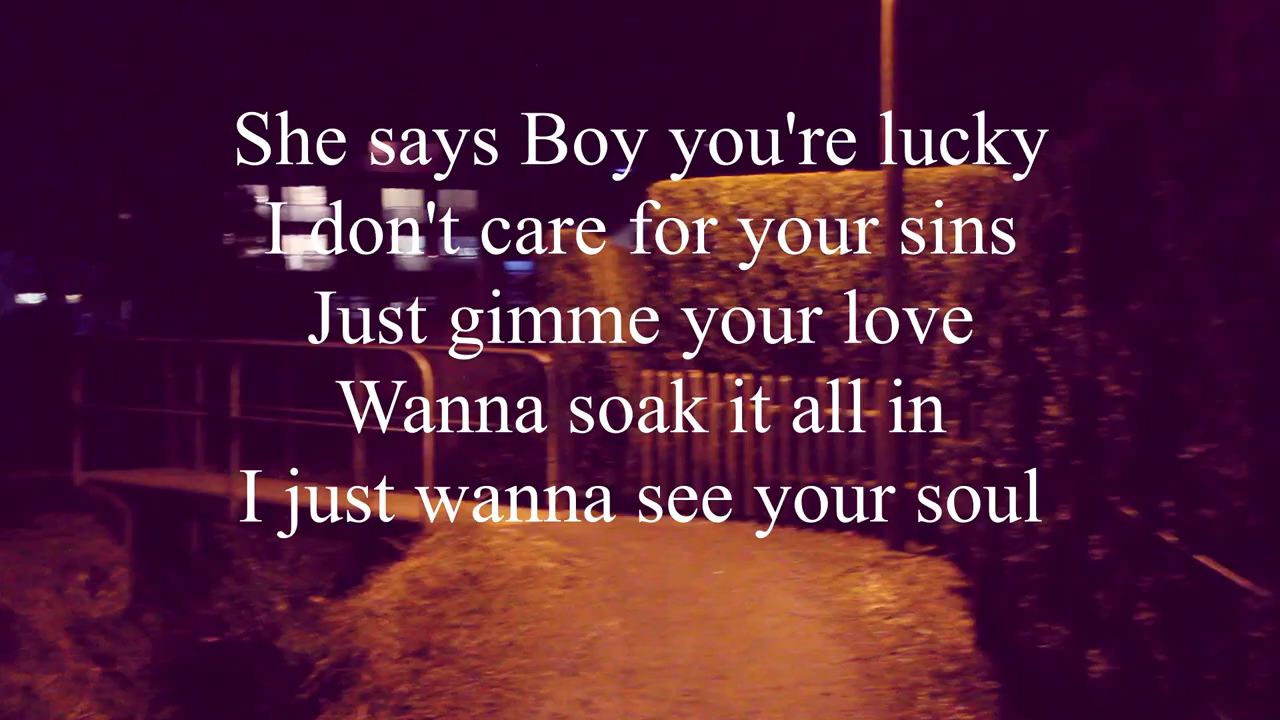 She says Boy you're lucky
I don't care for your sins
Just gimme your love
Wanna soak it all in
I just wanna see your soul